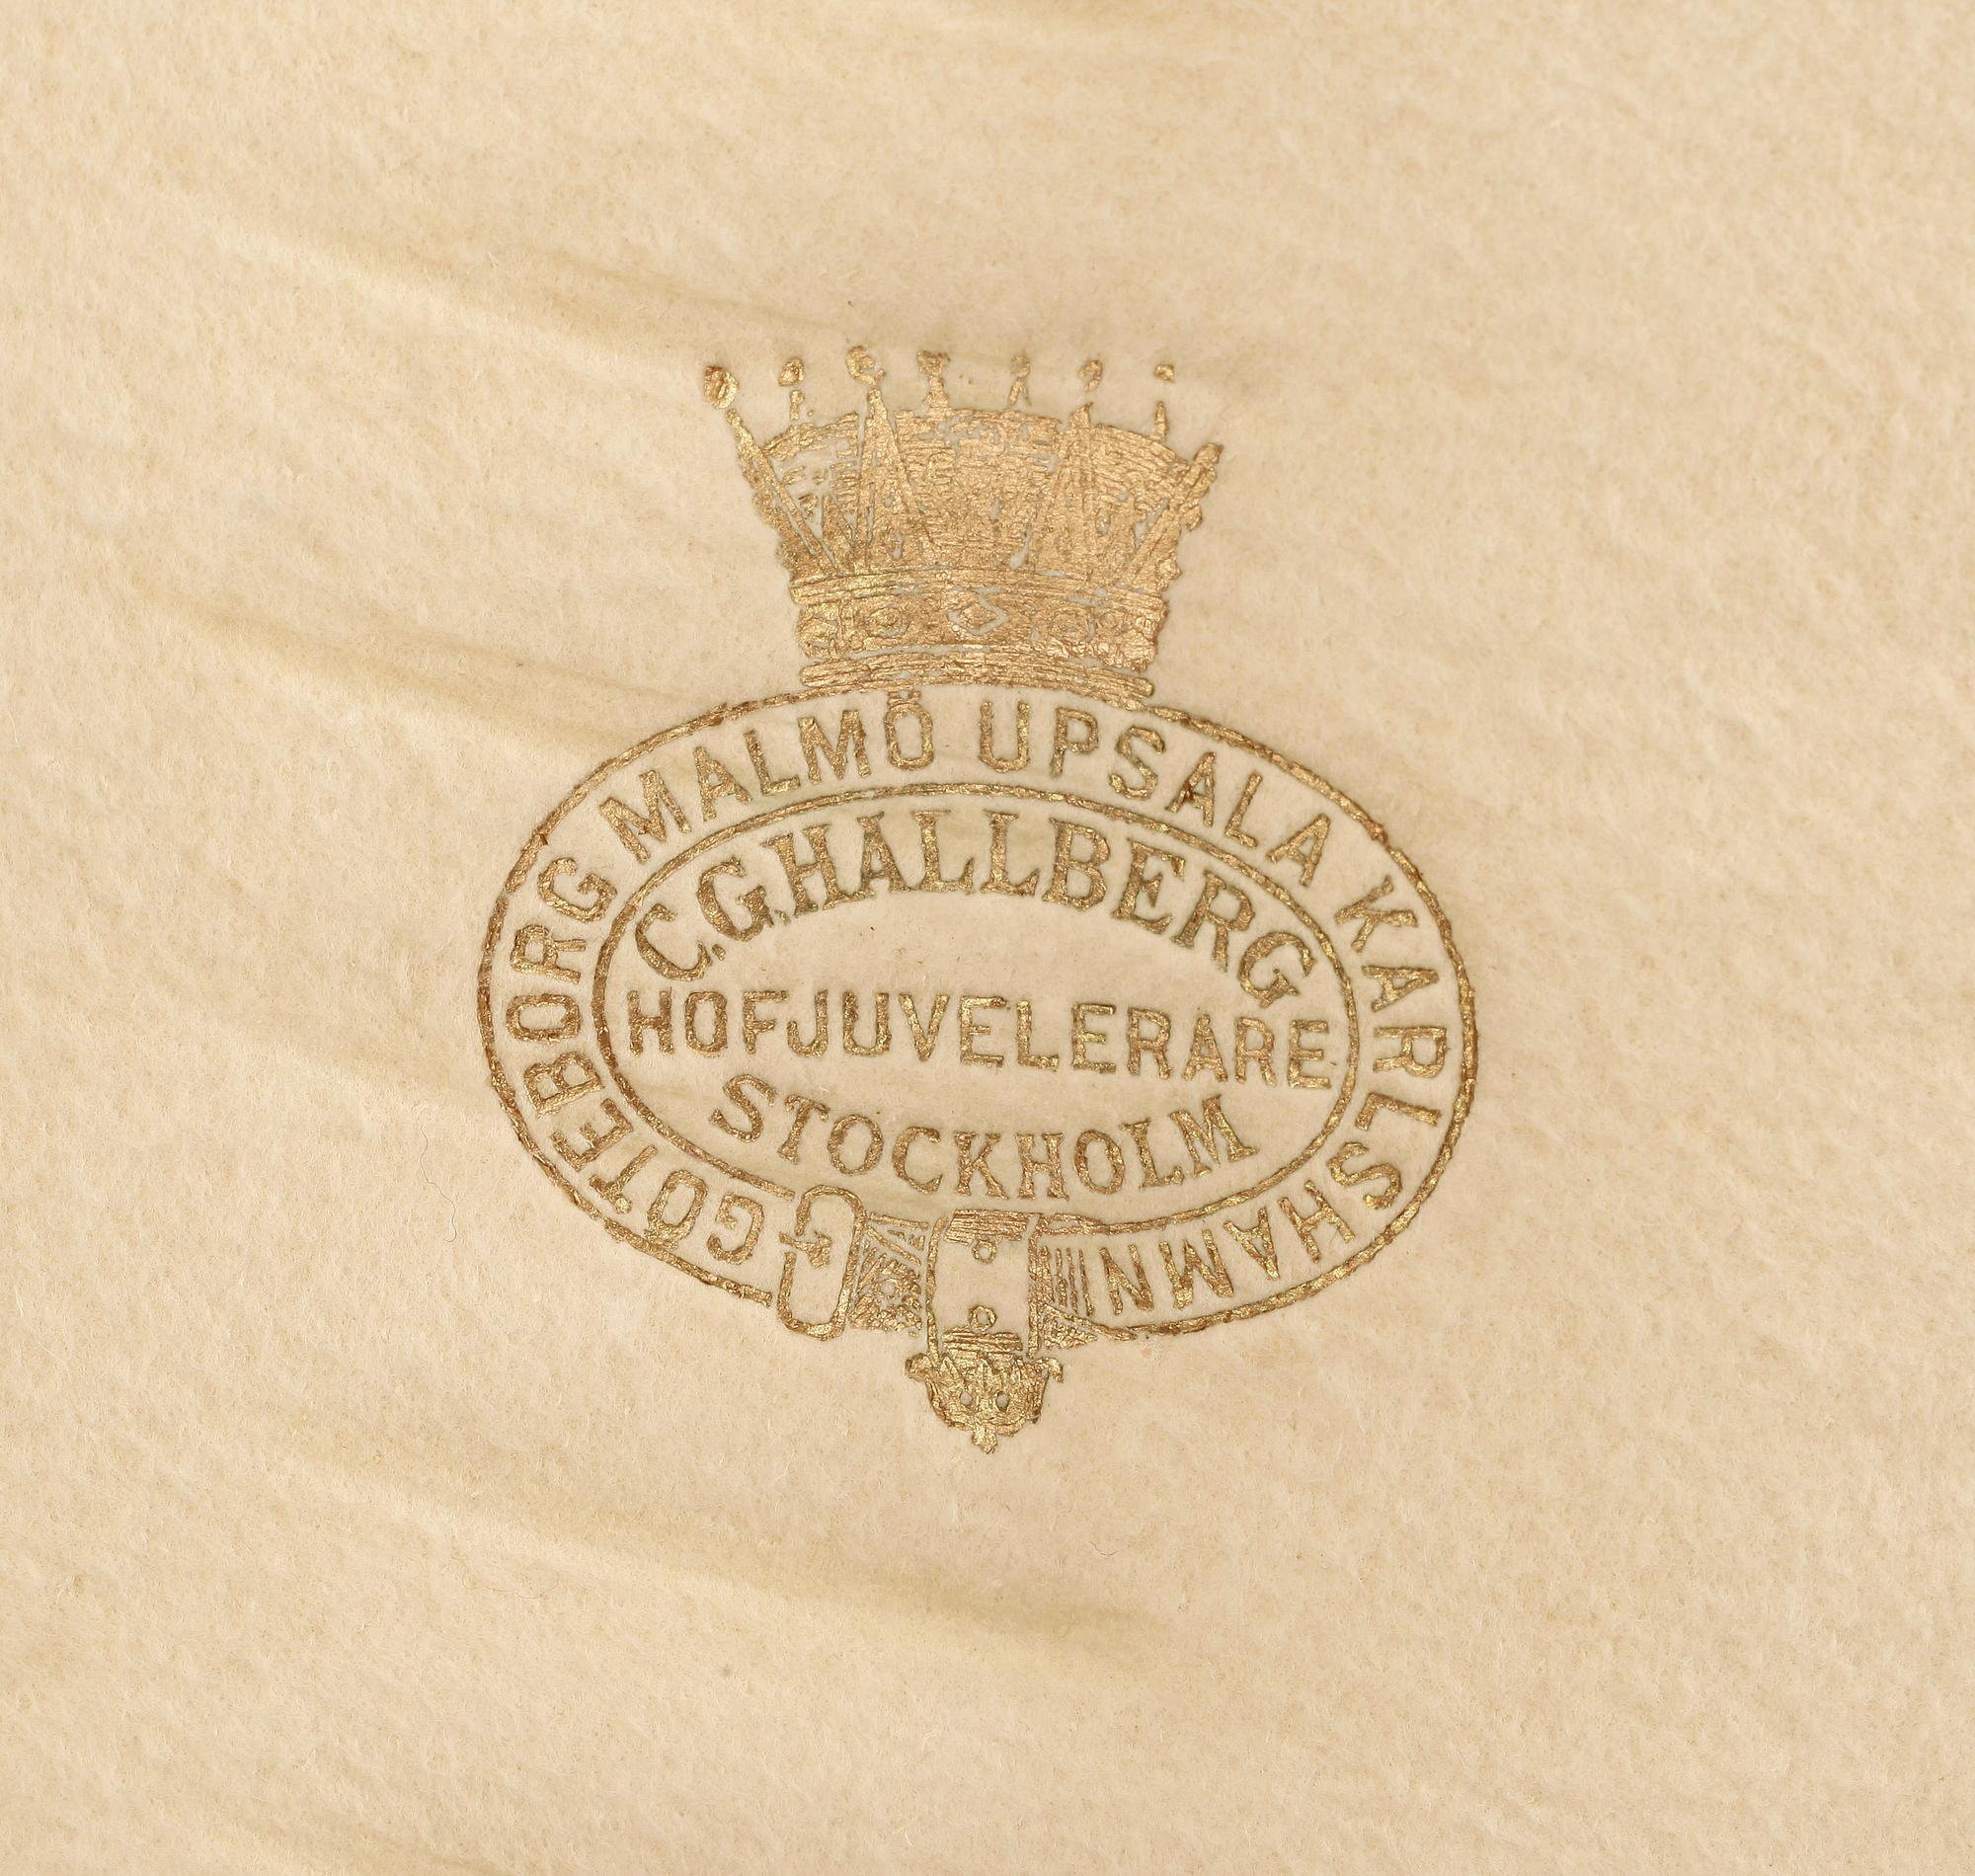 GÖTEBORG MALMÖ UPSALA KARLSHAMN
C.G.HALLBERG
HOFJUVELERARE
STOCKHOLM